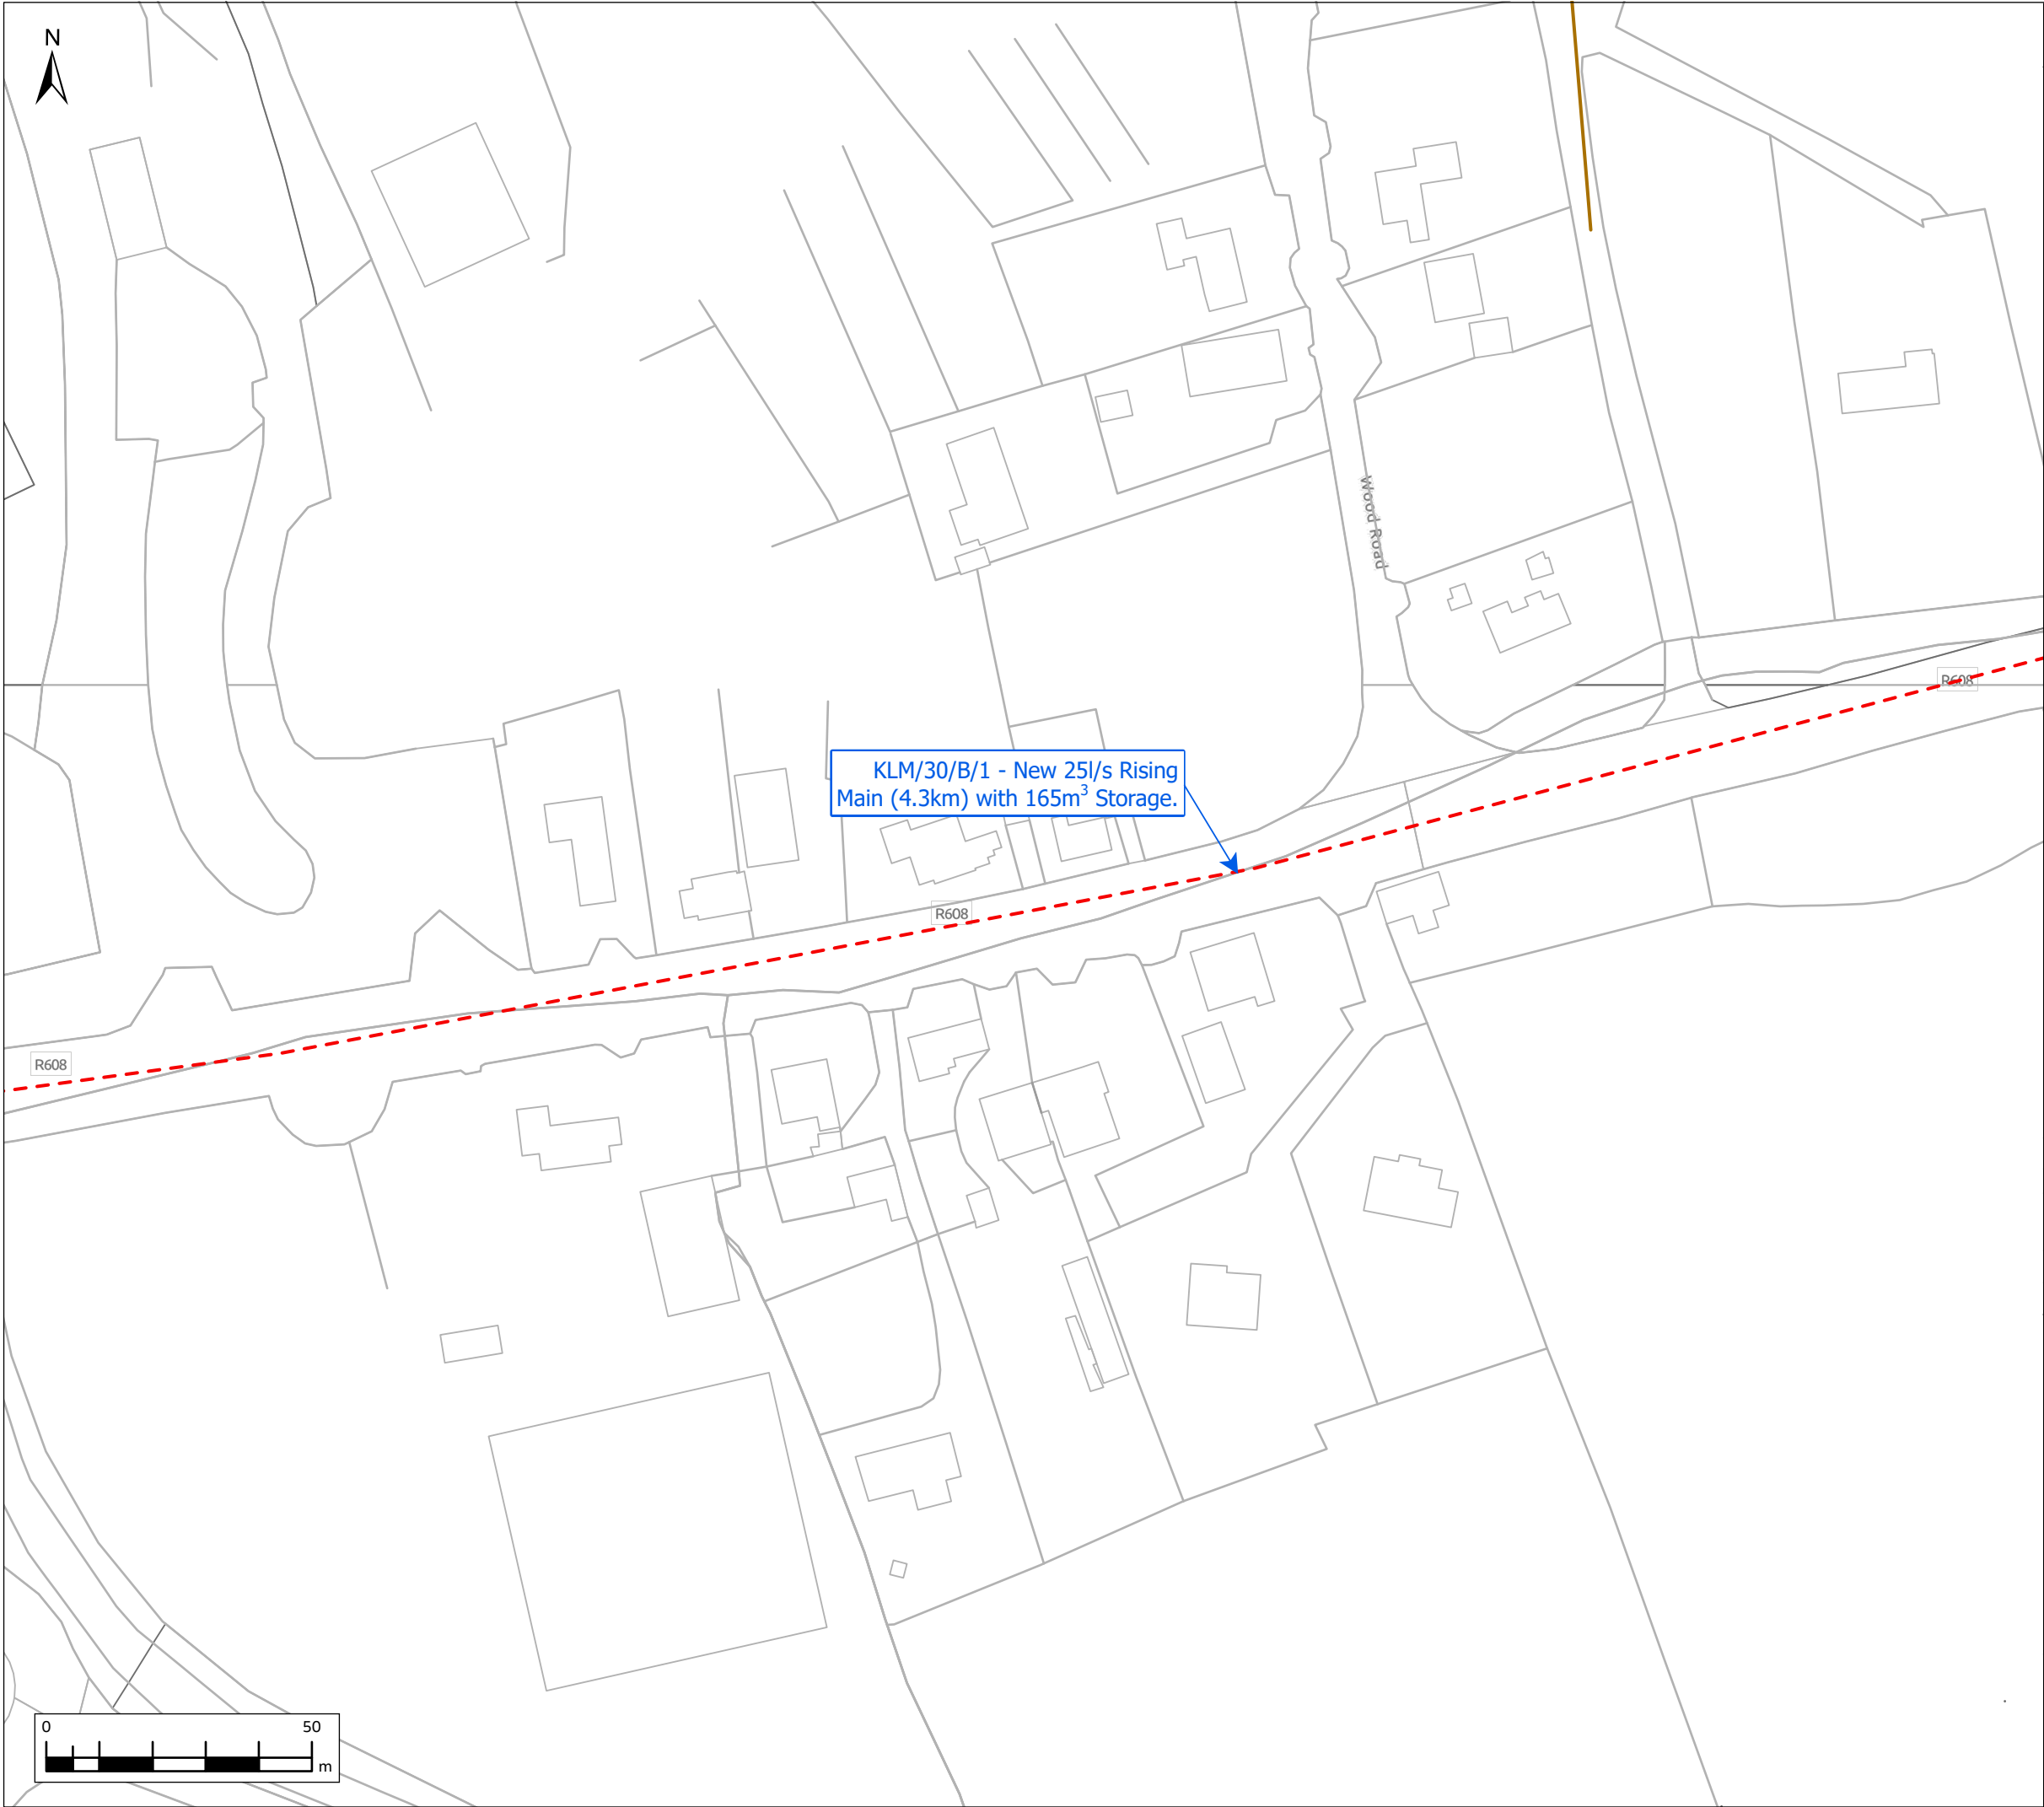 N
Wood Road
R608
KLM/30/B/1 - New 25l/s Rising
Main (4.3km) with 165m³ Storage.
R608
R608
0 50
m